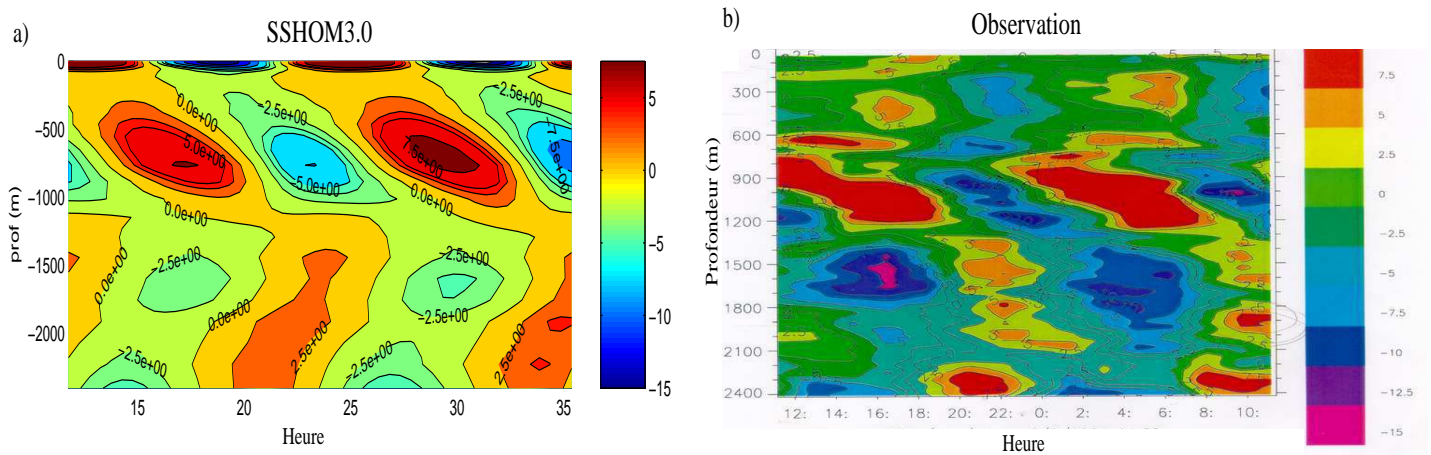 a)
SSHOM3.0
prof (m)
0
−500
−1000
−1500
−2000
15
20
25
30
35
Heure
0.0e+00
−2.5e+00
0.0e+00
−2.5e+00
5.0e+00
7.5e+00
−7.5e+00
−5.0e+00
0.0e+00
0.0e+00
0.0e+00
−2.5e+00
−2.5e+00
0.0e+00
−2.5e+00
2.5e+00
−2.5e+00
2.5e+00
5
0
−5
−10
−15
b)
Observation
Profondeur (m)
0
300
600
900
1200
1500
1800
2100
2400
12:
14:
16:
18:
20:
22:
0:
2:
4:
6:
8:
10:
Heure
7.5
5
2.5
0
−2.5
−5
−7.5
−10
−12.5
−15